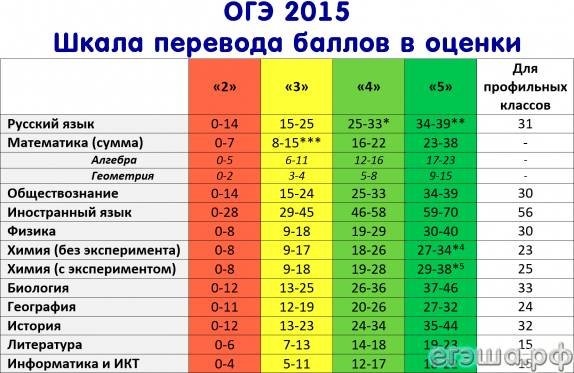 ОГЭ 2015
Шкала перевода баллов в оценки
«2» «3» «4» «5» Для профильных классов
Русский язык 0-14 15-25 25-33* 34-39** 31
Математика (сумма) 0-7 8-15*** 16-22 23-38 -
Алгебра 0-5 6-11 12-16 17-23 -
Геометрия 0-2 3-4 5-8 9-15 -
Обществознание 0-14 15-24 25-33 34-39 30
Иностранный язык 0-28 29-45 46-58 59-70 56
Физика 0-8 9-18 19-29 30-40 30
Химия (без эксперимента) 0-8 9-17 18-26 27-34*4 23
Химия (с экспериментом) 0-8 9-18 19-28 29-38*5 25
Биология 0-12 13-25 26-36 37-46 33
География 0-11 12-19 20-26 27-32 24
История 0-12 13-23 24-34 35-44 32
Литература 0-6 7-13 14-18 19-23 15
Информатика и ИКТ 0-4 5-11 12-17 15
егэша.рф